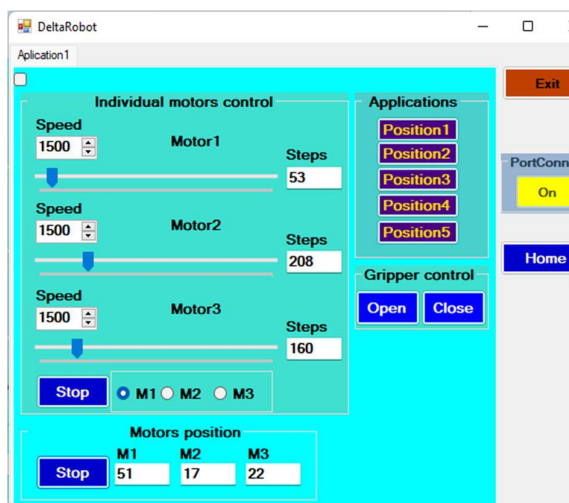 DeltaRobot
Aplication1
Individual motors control
Speed
1500
Motor1
Steps
53
Speed
1500
Motor2
Steps
208
Speed
1500
Motor3
Steps
160
Stop
M1 M2 M3
Applications
Position1
Position2
Position3
Position4
Position5
Gripper control
Open Close
Exit
PortConn
On
Home
Motors position
M1 M2 M3
Stop 51 17 22